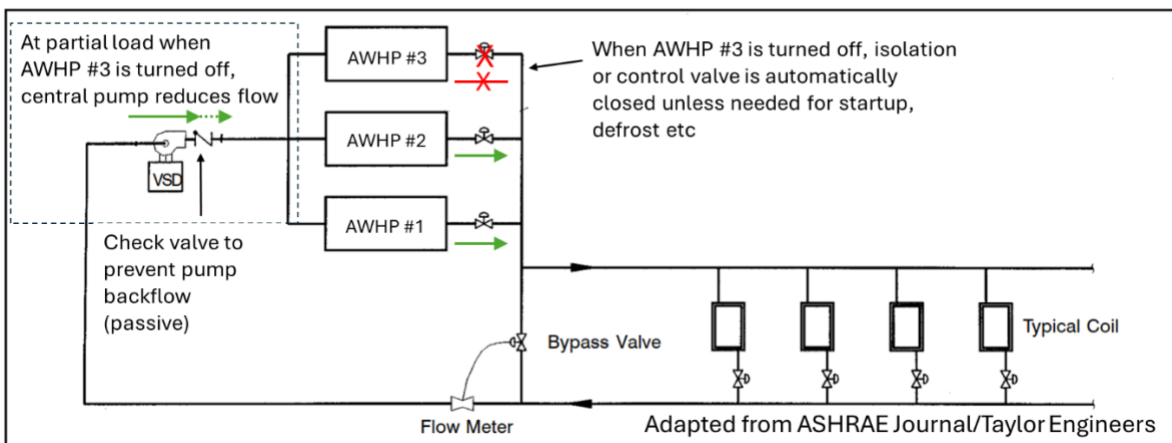 At partial load when
AWHP #3 is turned off,
central pump reduces flow
VSD
Check valve to
prevent pump
backflow
(passive)
AWHP #3
AWHP #2
AWHP #1
When AWHP #3 is turned off, isolation
or control valve is automatically
closed unless needed for startup,
defrost etc
Bypass Valve
Typical Coil
Flow Meter
Adapted from ASHRAE Journal/Taylor Engineers